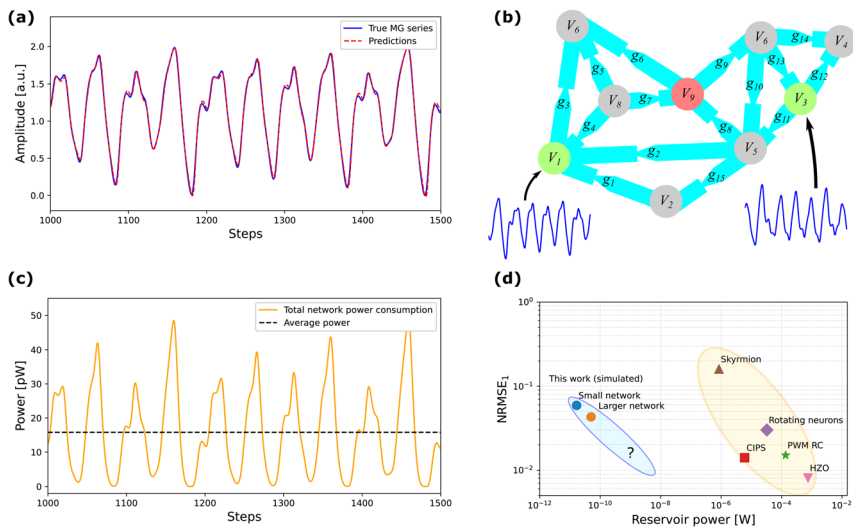 (a)
True MG series
Predictions
Amplitude [a.u.]
2.0
1.5
1.0
0.5
0.0
1000 1100 1200 1300 1400 1500
Steps
(b)
V6 V6 V4
g14
g6 g9 g13
g5 g12
g3 g10
V8 g7 V9 V3
g4 g8 g11
V1 g2 V5
g1 g15
V2
(c)
Total network power consumption
Average power
Power [pW]
50
40
30
20
10
0
1000 1100 1200 1300 1400 1500
Steps
(d)
NRMSE1
10⁰
10⁻¹
10⁻²
Skyrmion
This work (simulated)
Small network
Larger network
Rotating neurons
CIPS
PWM RC
?
HZO
10⁻¹² 10⁻¹⁰ 10⁻⁸ 10⁻⁶ 10⁻⁴ 10⁻²
Reservoir power [W]